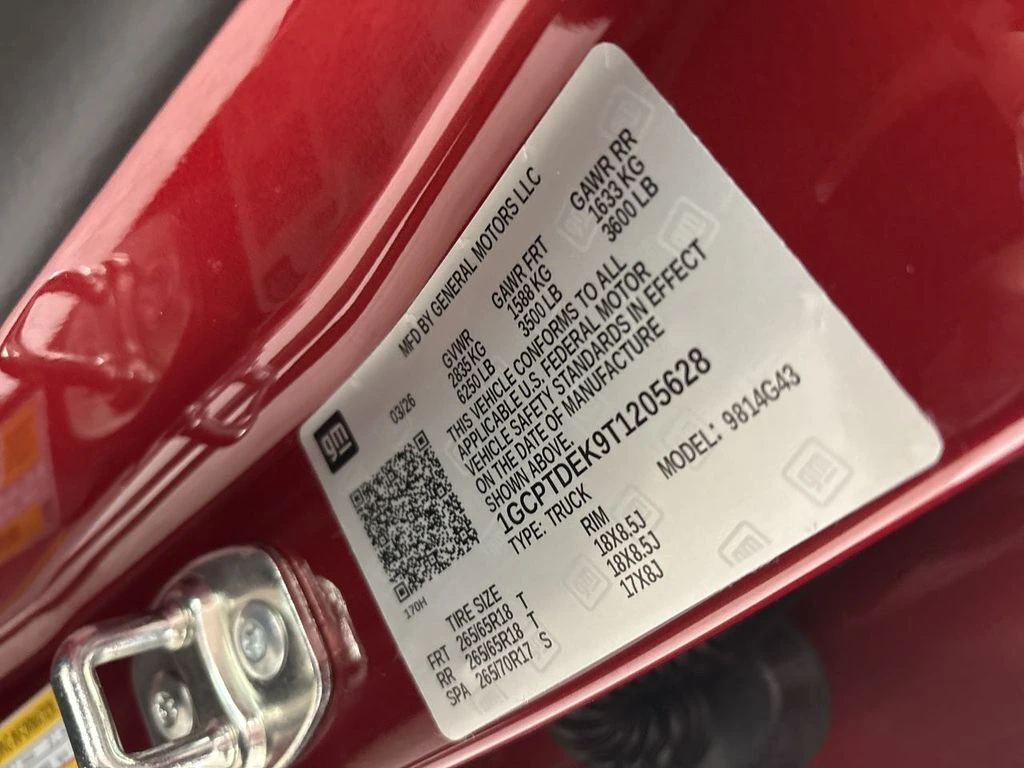 gm
03/26
MFD BY GENERAL MOTORS LLC
GVWR GAWR FRT GAWR RR
2835 KG 1588 KG 1633 KG
6250 LB 3500 LB 3600 LB
THIS VEHICLE CONFORMS TO ALL
APPLICABLE U.S. FEDERAL MOTOR
VEHICLE SAFETY STANDARDS IN EFFECT
ON THE DATE OF MANUFACTURE
SHOWN ABOVE.
1GCPTDEK9T1205628
TYPE: TRUCK MODEL: 9814G43
170H
TIRE SIZE RIM
FRT 265/65R18 T 18X8.5J
RR 265/65R18 T 18X8.5J
SPA 265/70R17 S 17X8J